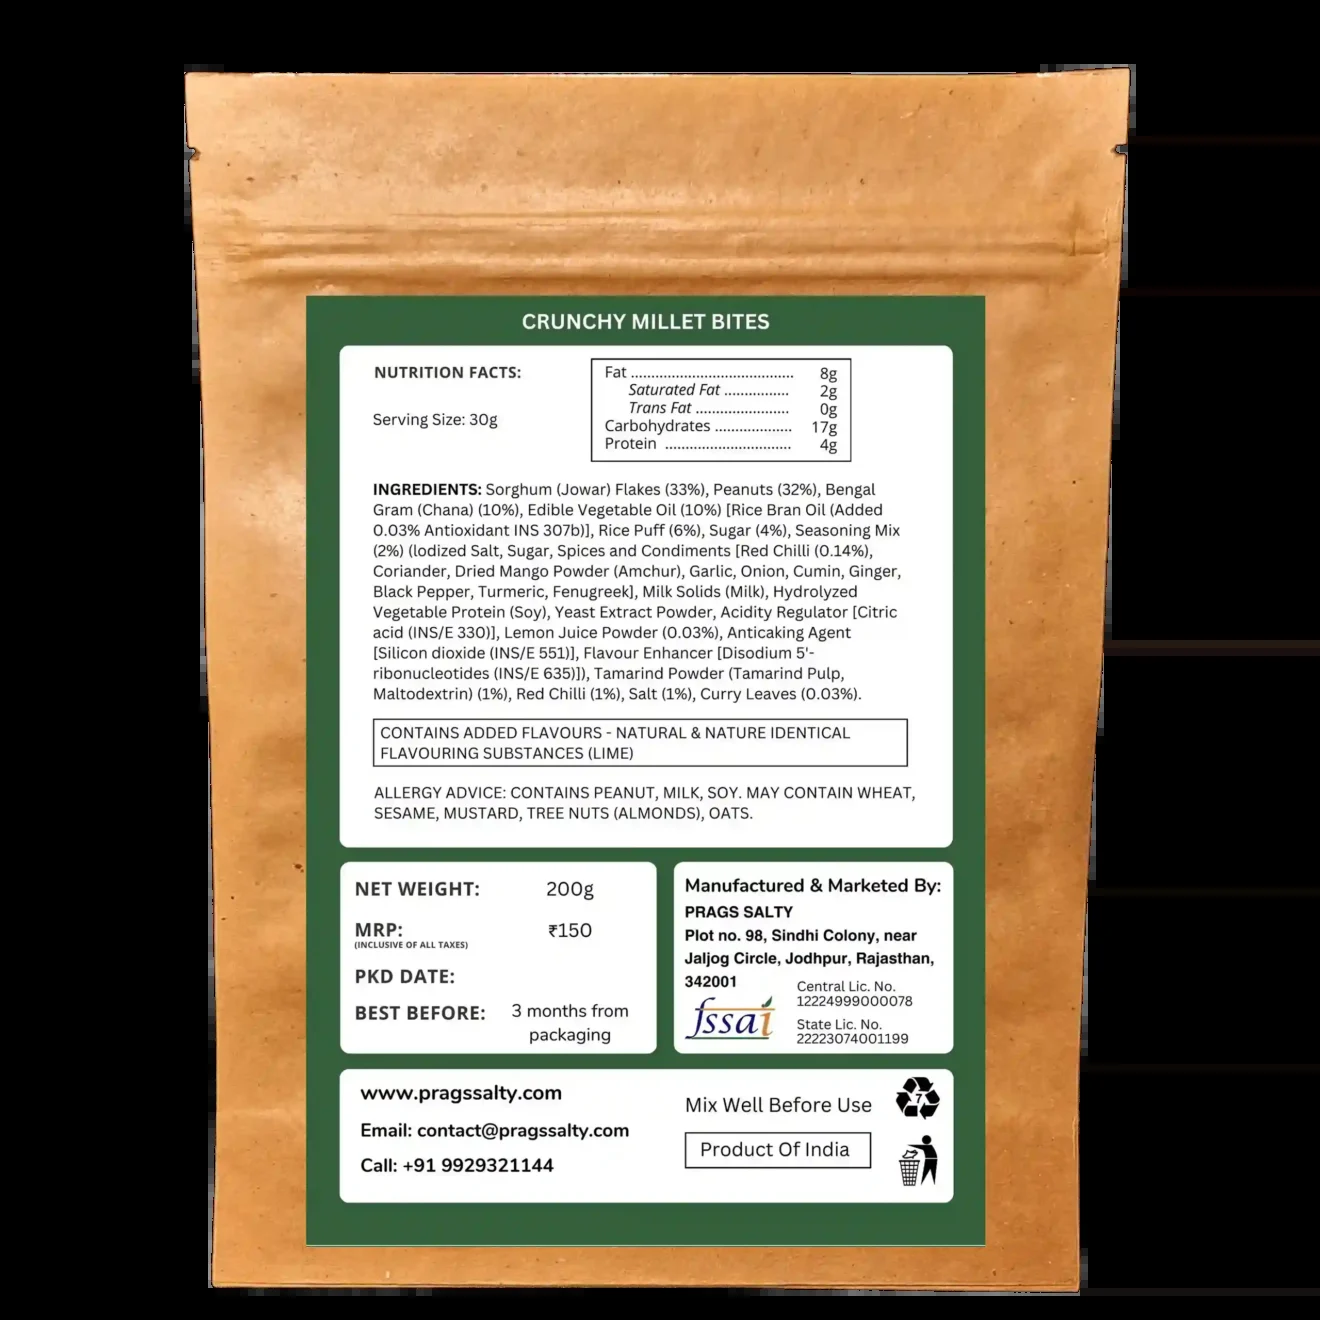 CRUNCHY MILLET BITES
NUTRITION FACTS:
Serving Size: 30g
Fat ........................................ 8g
Saturated Fat ................ 2g
Trans Fat ....................... 0g
Carbohydrates ................... 17g
Protein ............................... 4g
INGREDIENTS: Sorghum (Jowar) Flakes (33%), Peanuts (32%), Bengal
Gram (Chana) (10%), Edible Vegetable Oil (10%) [Rice Bran Oil (Added
0.03% Antioxidant INS 307b)], Rice Puff (6%), Sugar (4%), Seasoning Mix
(2%) (lodized Salt, Sugar, Spices and Condiments [Red Chilli (0.14%),
Coriander, Dried Mango Powder (Amchur), Garlic, Onion, Cumin, Ginger,
Black Pepper, Turmeric, Fenugreek], Milk Solids (Milk), Hydrolyzed
Vegetable Protein (Soy), Yeast Extract Powder, Acidity Regulator [Citric
acid (INS/E 330)], Lemon Juice Powder (0.03%), Anticaking Agent
[Silicon dioxide (INS/E 551)], Flavour Enhancer [Disodium 5'-
ribonucleotides (INS/E 635)]), Tamarind Powder (Tamarind Pulp,
Maltodextrin) (1%), Red Chilli (1%), Salt (1%), Curry Leaves (0.03%).
CONTAINS ADDED FLAVOURS - NATURAL & NATURE IDENTICAL
FLAVOURING SUBSTANCES (LIME)
ALLERGY ADVICE: CONTAINS PEANUT, MILK, SOY. MAY CONTAIN WHEAT,
SESAME, MUSTARD, TREE NUTS (ALMONDS), OATS.
NET WEIGHT: 200g
MRP: ₹150
(INCLUSIVE OF ALL TAXES)
PKD DATE:
BEST BEFORE: 3 months from
packaging
Manufactured & Marketed By:
PRAGS SALTY
Plot no. 98, Sindhi Colony, near
Jaljog Circle, Jodhpur, Rajasthan,
342001
fssai
Central Lic. No.
12224999000078
State Lic. No.
22223074001199
www.pragssalty.com
Email: contact@pragssalty.com
Call: +91 9929321144
Mix Well Before Use
Product Of India
7